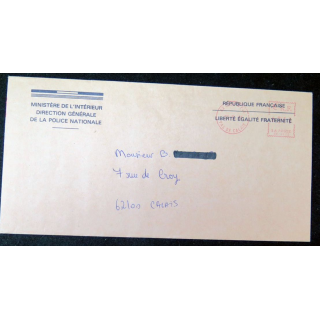 MINISTÈRE DE L'INTÉRIEUR
DIRECTION GÉNÉRALE
DE LA POLICE NATIONALE
RÉPUBLIQUE FRANÇAISE
LIBERTÉ ÉGALITÉ FRATERNITÉ
Monsieur B.
7 rue de Croy
62100 CALAIS